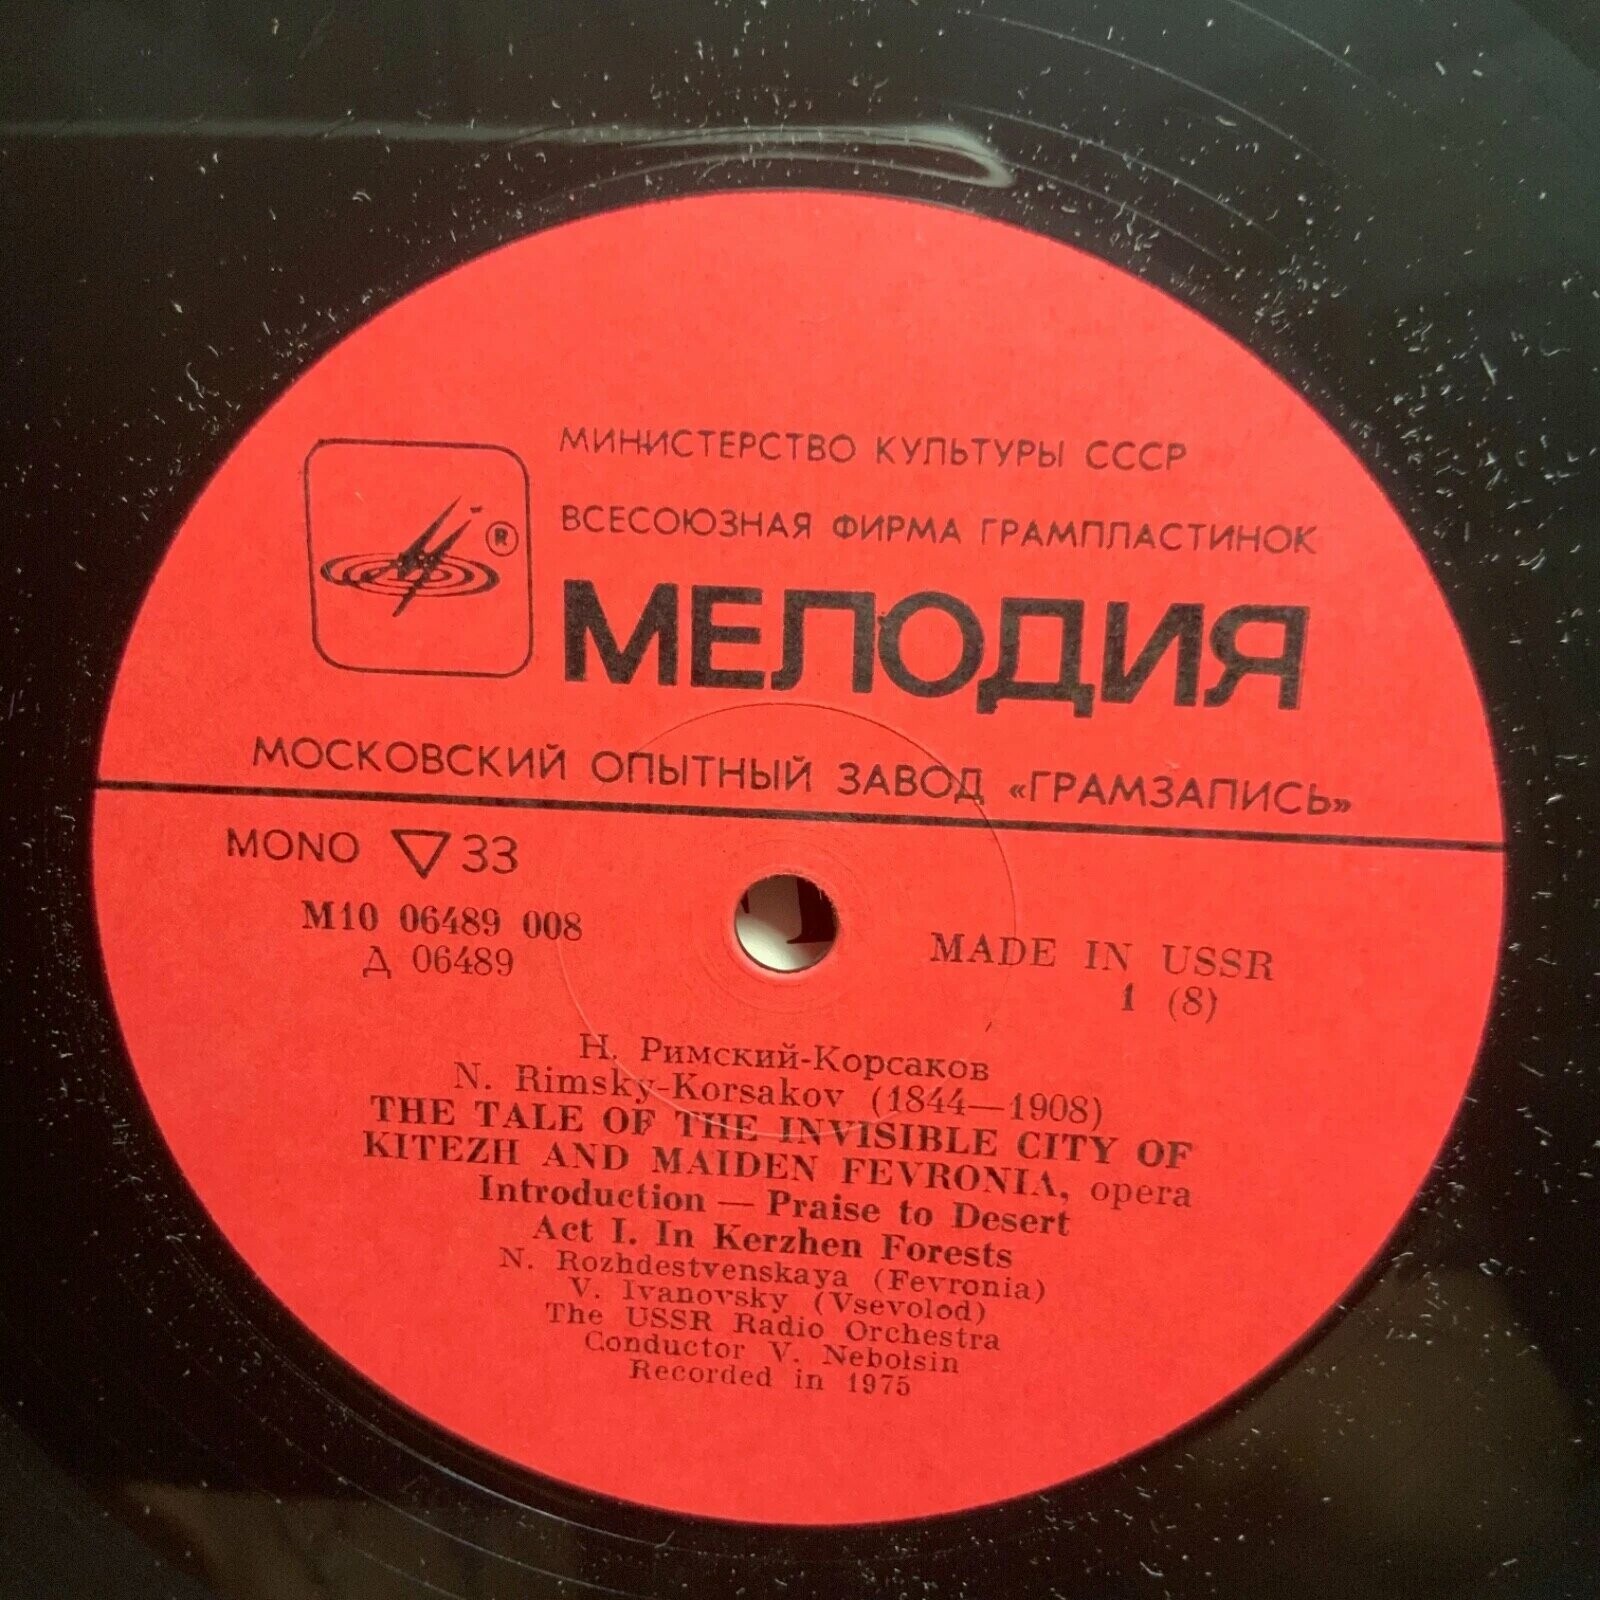 МИНИСТЕРСТВО КУЛЬТУРЫ СССР
ВСЕСОЮЗНАЯ ФИРМА ГРАМПЛАСТИНОК
®
МЕЛОДИЯ
МОСКОВСКИЙ ОПЫТНЫЙ ЗАВОД «ГРАМЗАПИСЬ»
MONO ▽ 33
М10 06489 008
Д 06489
MADE IN USSR
1 (8)
Н. Римский-Корсаков
N. Rimsky-Korsakov (1844—1908)
THE TALE OF THE INVISIBLE CITY OF
KITEZH AND MAIDEN FEVRONIA, opera
Introduction — Praise to Desert
Act I. In Kerzhen Forests
N. Rozhdestvenskaya (Fevronia)
V. Ivanovsky (Vsevolod)
The USSR Radio Orchestra
Conductor V. Nebolsin
Recorded in 1975